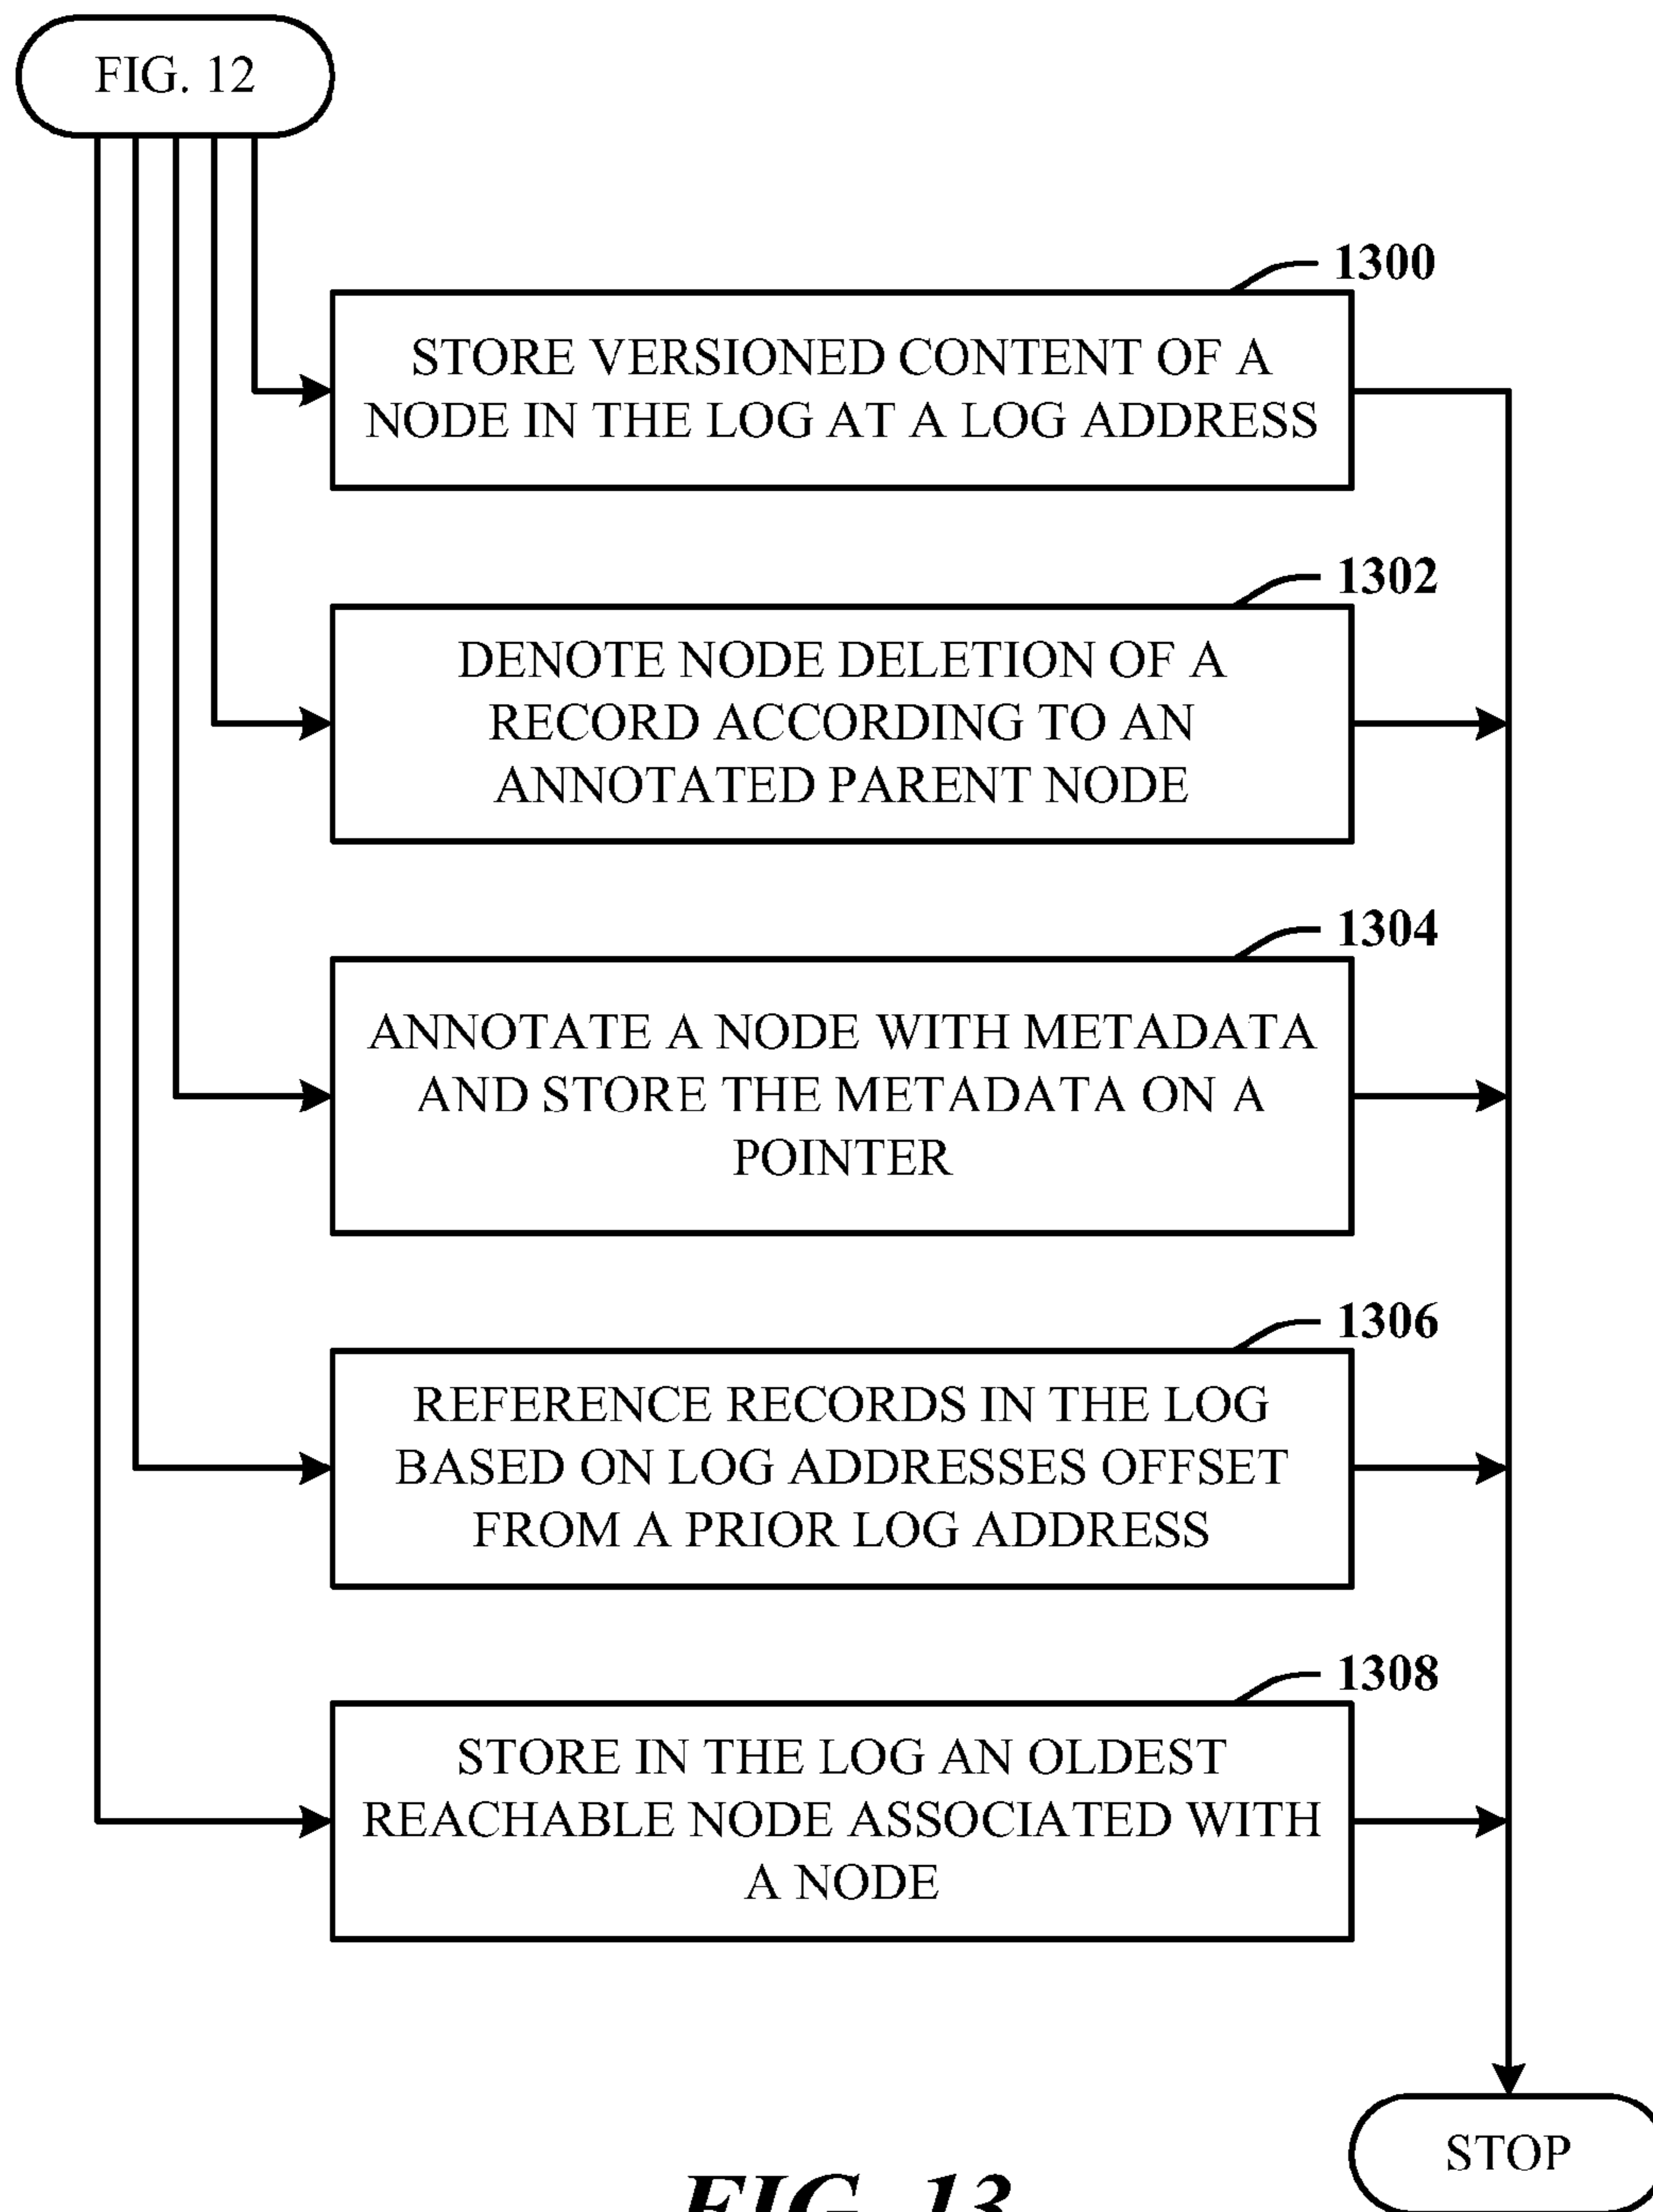 FIG. 12
1300
STORE VERSIONED CONTENT OF A
NODE IN THE LOG AT A LOG ADDRESS
1302
DENOTE NODE DELETION OF A
RECORD ACCORDING TO AN
ANNOTATED PARENT NODE
1304
ANNOTATE A NODE WITH METADATA
AND STORE THE METADATA ON A
POINTER
1306
REFERENCE RECORDS IN THE LOG
BASED ON LOG ADDRESSES OFFSET
FROM A PRIOR LOG ADDRESS
1308
STORE IN THE LOG AN OLDEST
REACHABLE NODE ASSOCIATED WITH
A NODE
STOP
FIG. 13